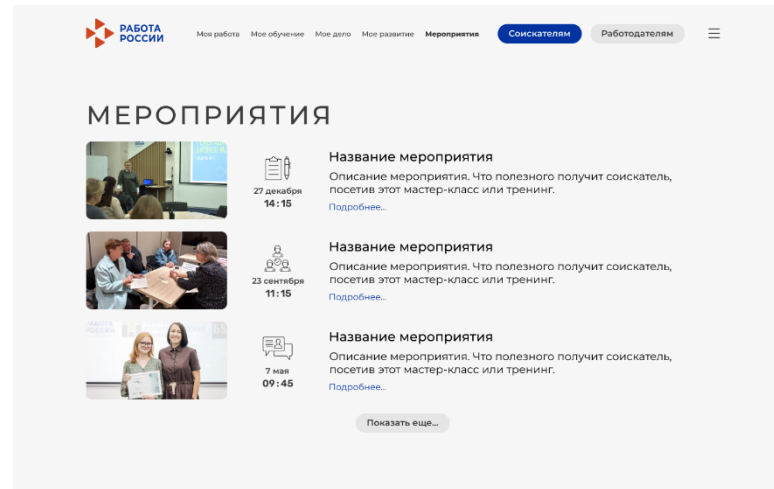 РАБОТА
РОССИИ
Моя работа Мое обучение Мое дело Мое развитие Мероприятия Соискателям Работодателям
МЕРОПРИЯТИЯ
27 декабря
14:15
Название мероприятия
Описание мероприятия. Что полезного получит соискатель,
посетив этот мастер-класс или тренинг.
Подробнее...
23 сентября
11:15
Название мероприятия
Описание мероприятия. Что полезного получит соискатель,
посетив этот мастер-класс или тренинг.
Подробнее...
7 мая
09:45
Название мероприятия
Описание мероприятия. Что полезного получит соискатель,
посетив этот мастер-класс или тренинг.
Подробнее...
Показать еще...